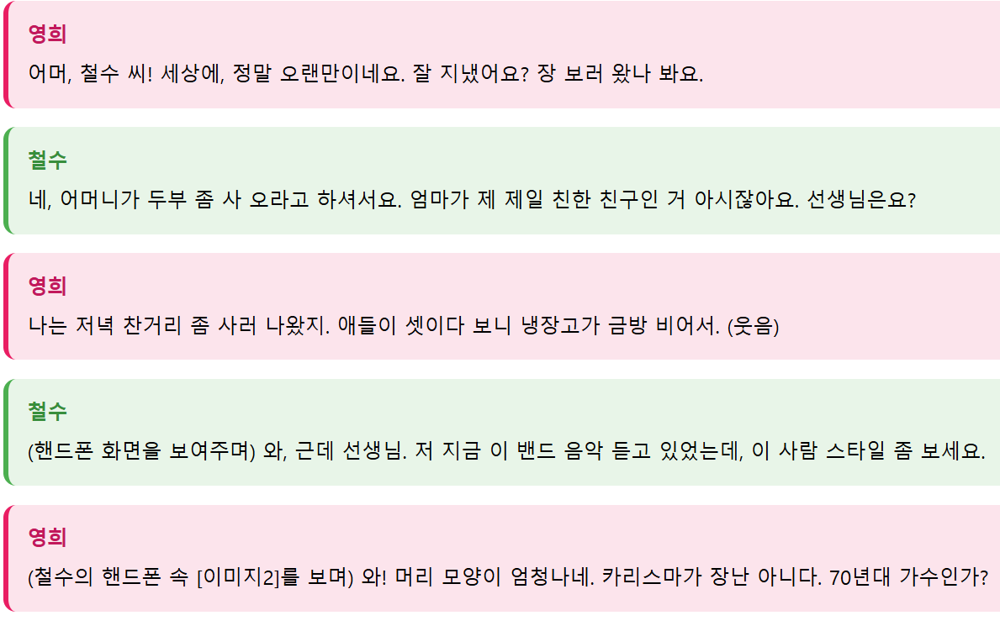 영희
어머, 철수 씨! 세상에, 정말 오랜만이네요. 잘 지냈어요? 장 보러 왔나 봐요.
철수
네, 어머니가 두부 좀 사 오라고 하셔서요. 엄마가 제 제일 친한 친구인 거 아시잖아요. 선생님은요?
영희
나는 저녁 찬거리 좀 사러 나왔지. 애들이 셋이다 보니 냉장고가 금방 비어서. (웃음)
철수
(핸드폰 화면을 보여주며) 와, 근데 선생님. 저 지금 이 밴드 음악 듣고 있었는데, 이 사람 스타일 좀 보세요.
영희
(철수의 핸드폰 속 [이미지2]를 보며) 와! 머리 모양이 엄청나네. 카리스마가 장난 아니다. 70년대 가수인가?